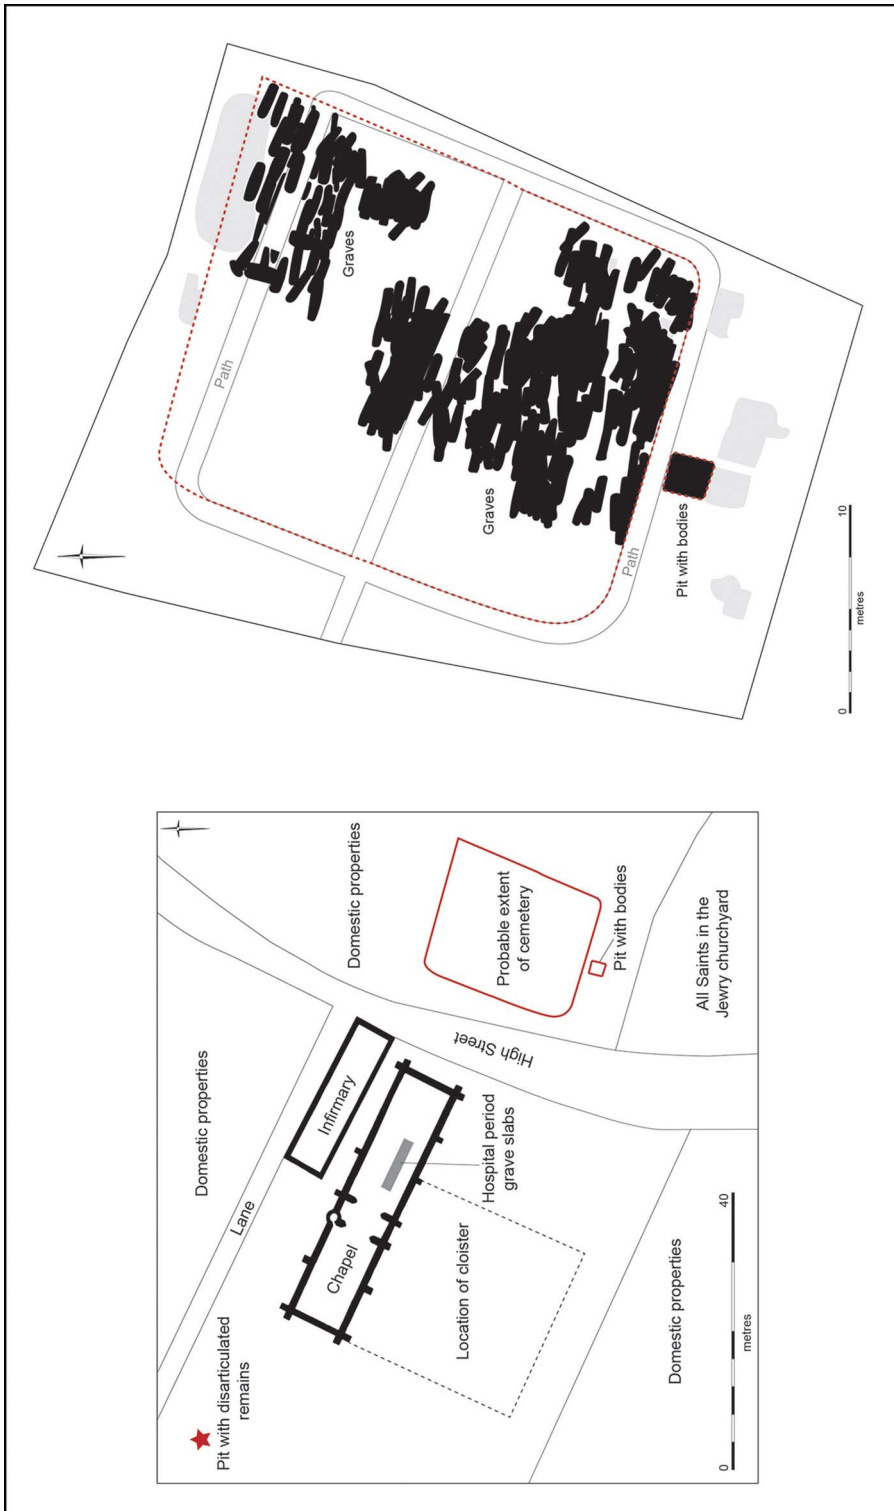 Pit with disarticulated
remains
Lane
Domestic properties
Infirmary
Chapel
Hospital period
grave slabs
Location of cloister
High Street
Domestic properties
Probable extent
of cemetery
Pit with bodies
All Saints in the
Jewry churchyard
Domestic properties
0
40
metres
Path
Graves
Graves
Path
Pit with bodies
0
10
metres